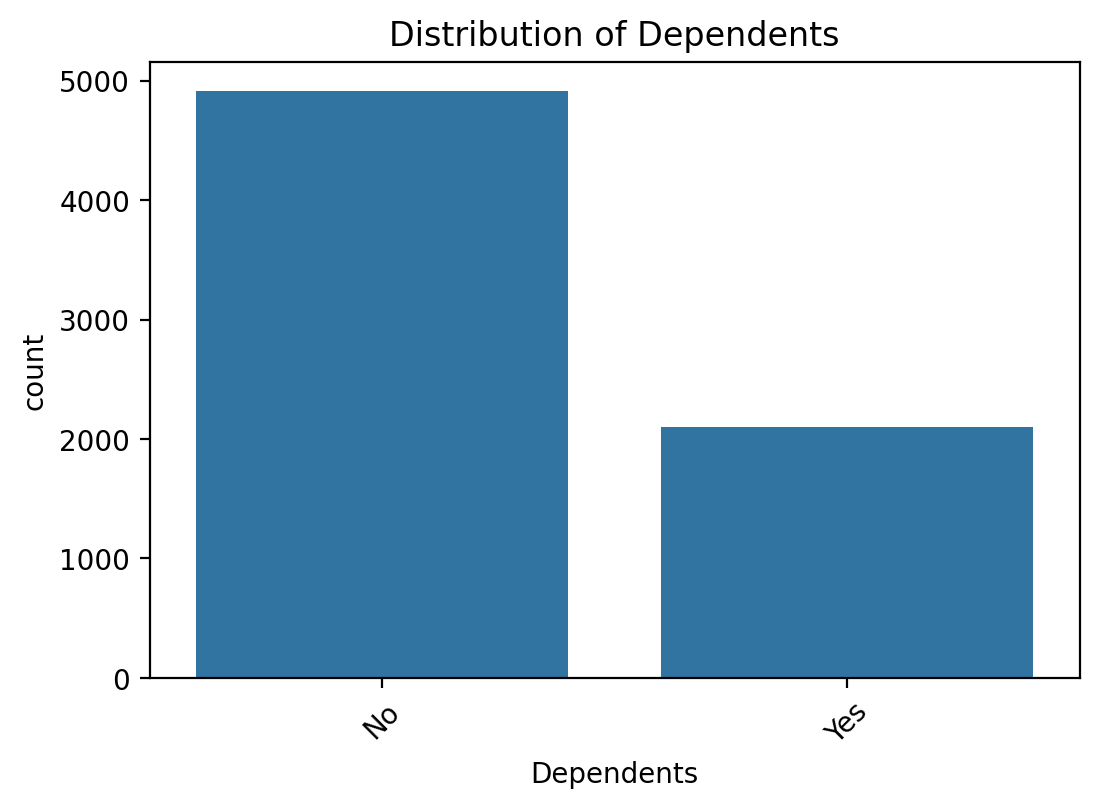 Distribution of Dependents
5000
4000
3000
2000
1000
0
count
No
Yes
Dependents